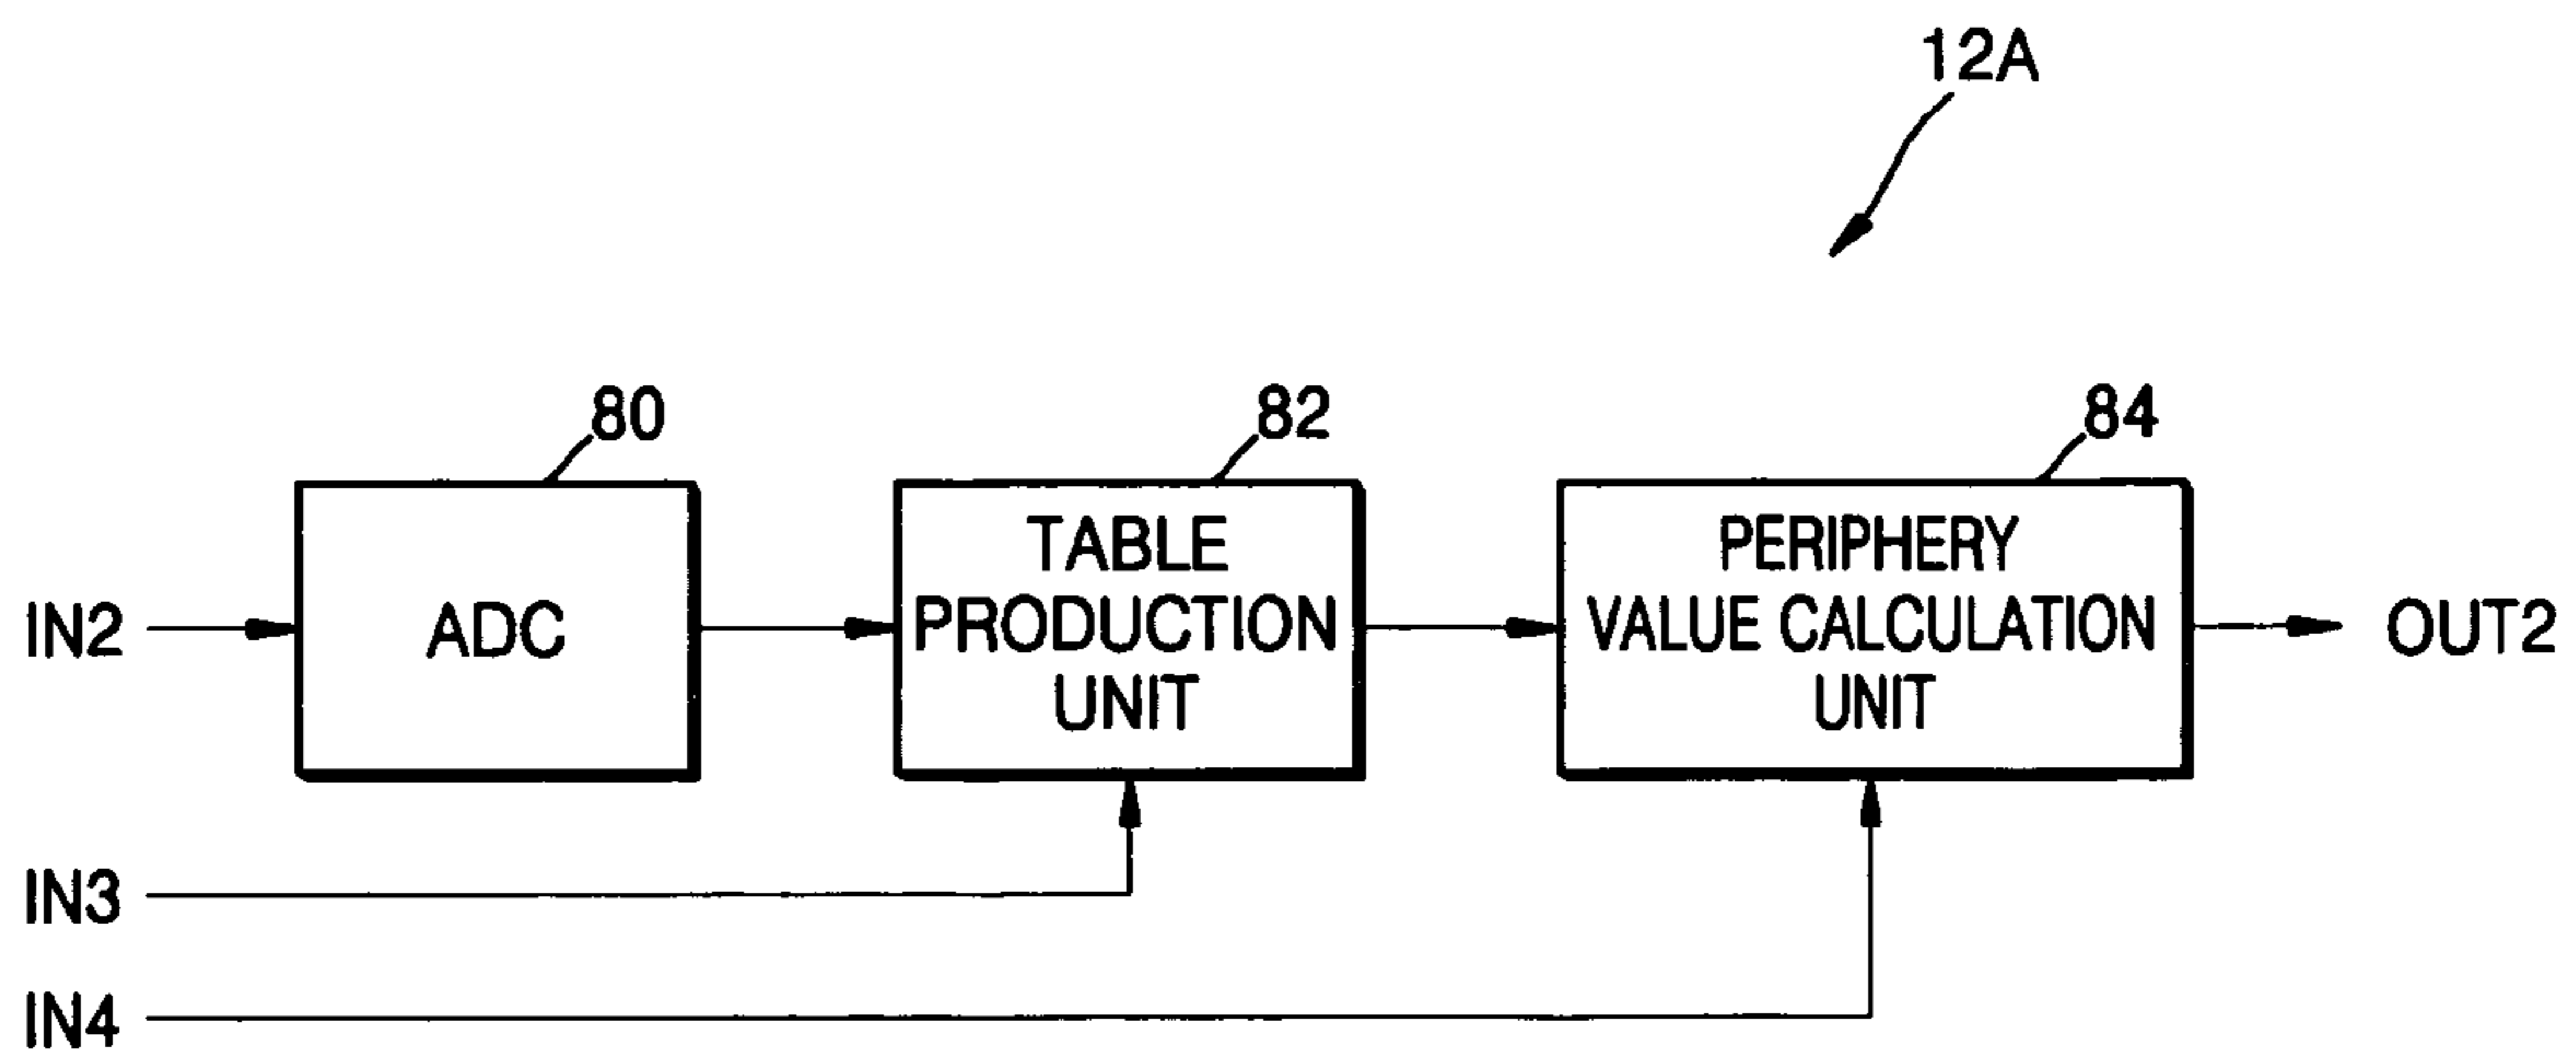 12A
80
82
84
IN2
ADC
TABLE
PRODUCTION
UNIT
PERIPHERY
VALUE CALCULATION
UNIT
OUT2
IN3
IN4